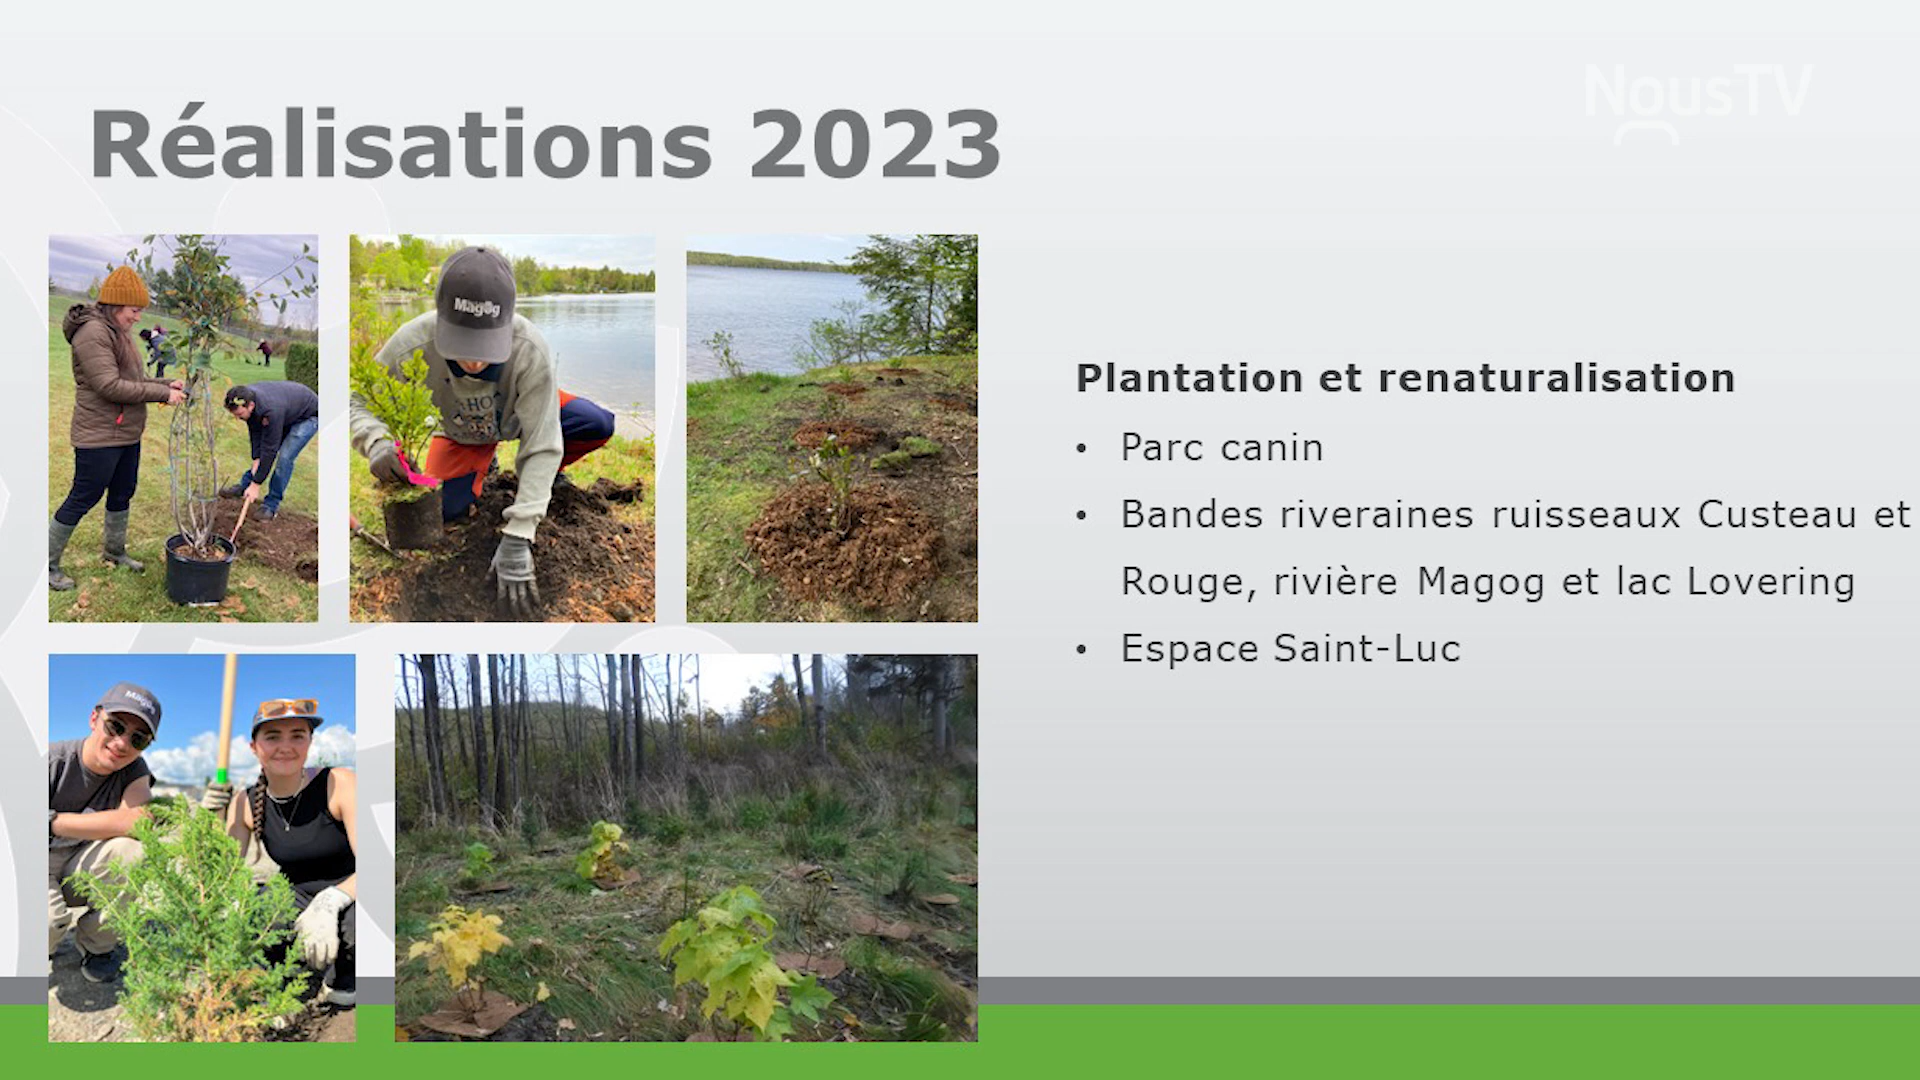 NousTV
Réalisations 2023
Magog
Plantation et renaturalisation
• Parc canin
• Bandes riveraines ruisseaux Custeau et
Rouge, rivière Magog et lac Lovering
• Espace Saint-Luc
Magog